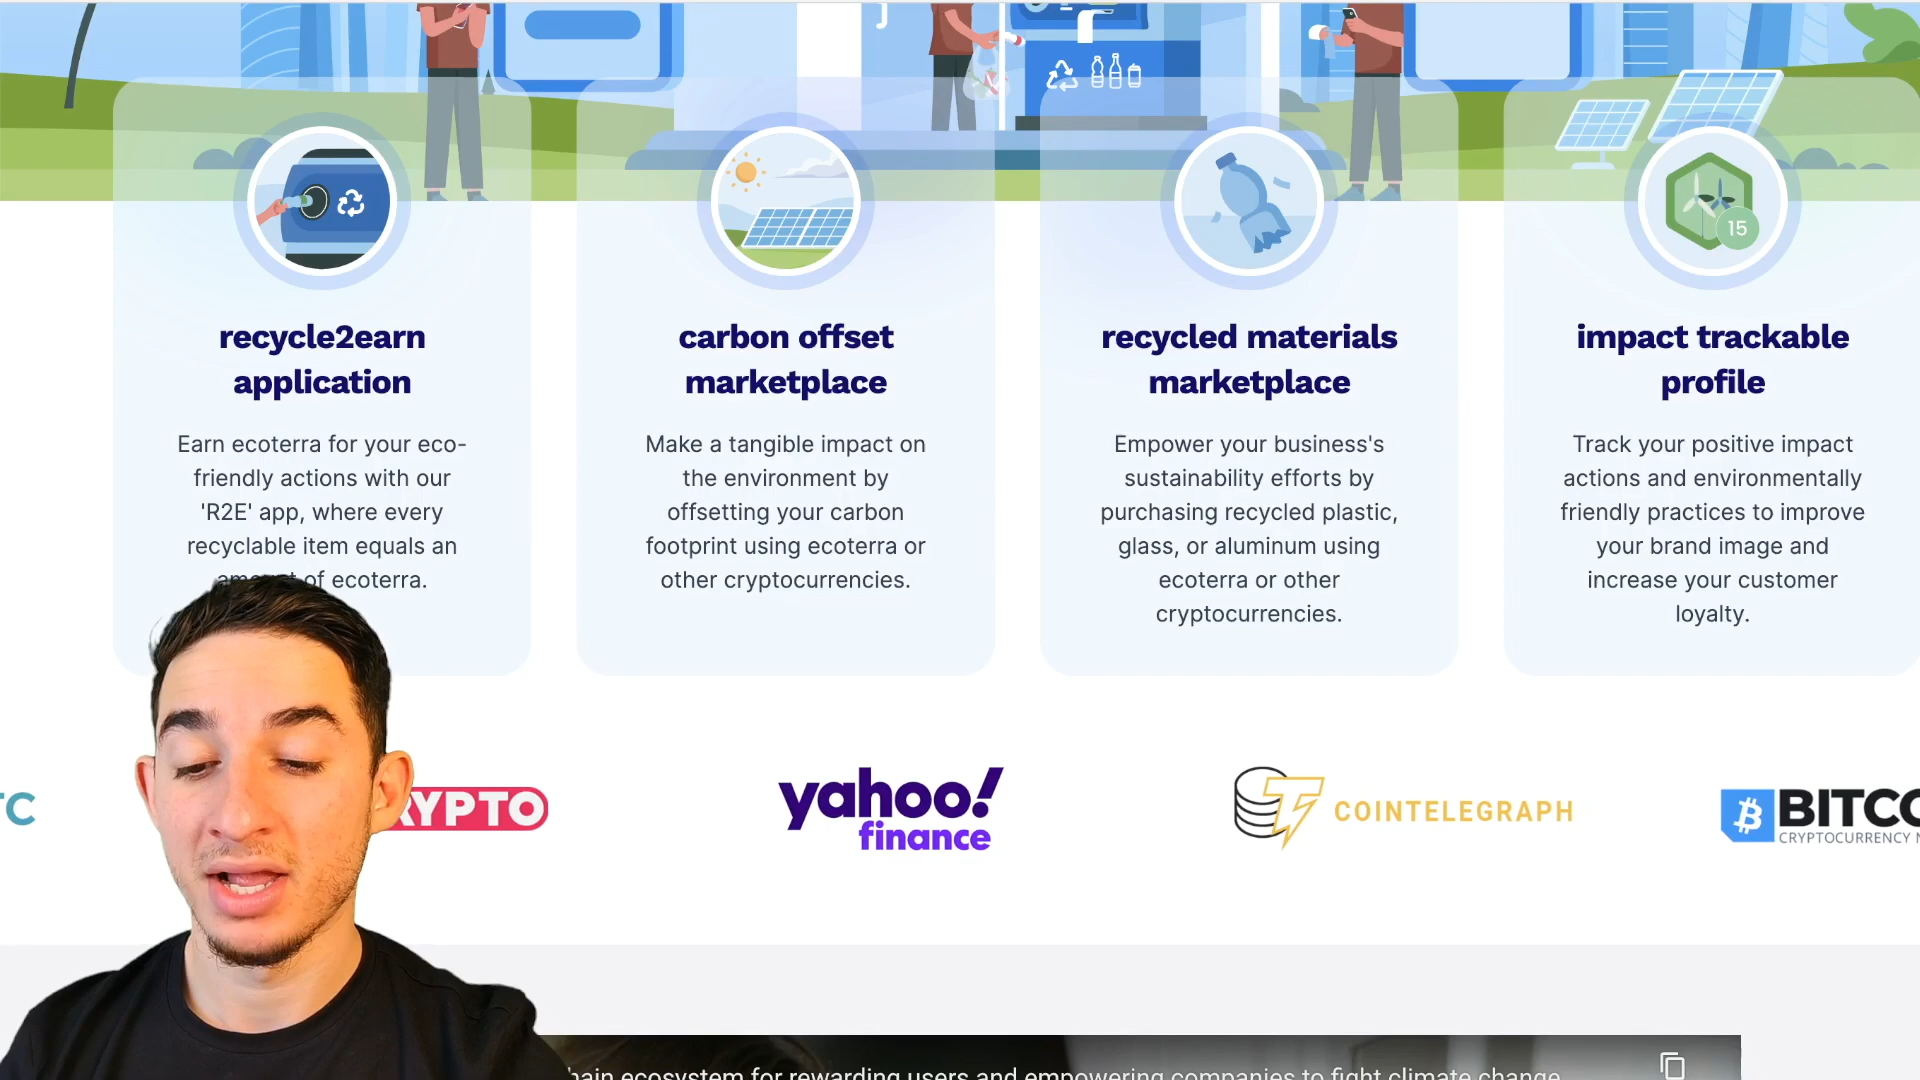 15
recycle2earn
application
Earn ecoterra for your eco-
friendly actions with our
'R2E' app, where every
recyclable item equals an
of ecoterra.
carbon offset
marketplace
Make a tangible impact on
the environment by
offsetting your carbon
footprint using ecoterra or
other cryptocurrencies.
recycled materials
marketplace
Empower your business's
sustainability efforts by
purchasing recycled plastic,
glass, or aluminum using
ecoterra or other
cryptocurrencies.
impact trackable
profile
Track your positive impact
actions and environmentally
friendly practices to improve
your brand image and
increase your customer
loyalty.
TC
RYPTO
yahoo!
finance
COINTELEGRAPH
BITCO
CRYPTOCURRENCY N
hain ecosystem for rewarding users and empowering companies to fight climate change